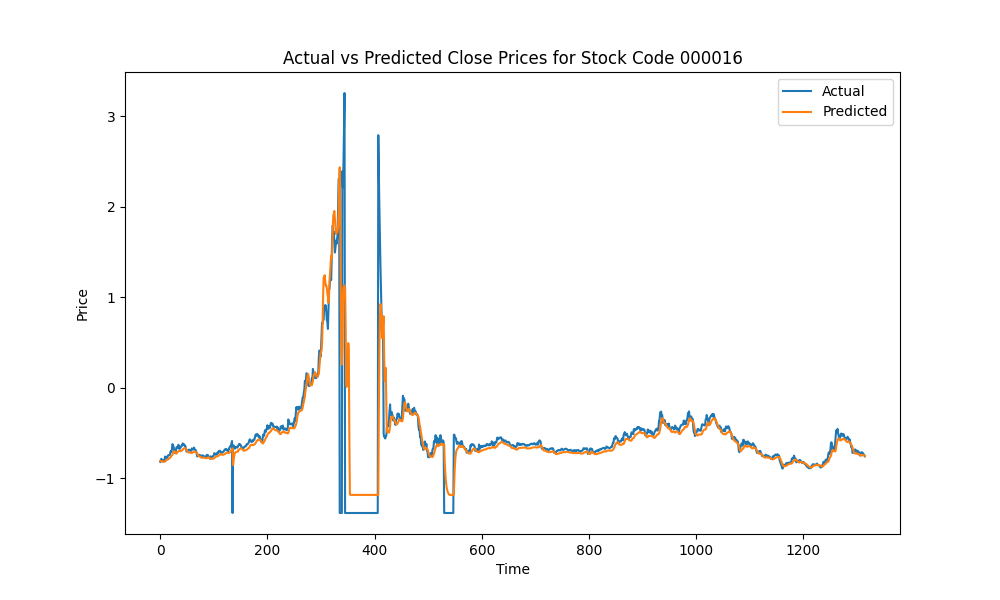 Actual vs Predicted Close Prices for Stock Code 000016
Actual
Predicted
Price
3
2
1
0
−1
0
200
400
600
800
1000
1200
Time